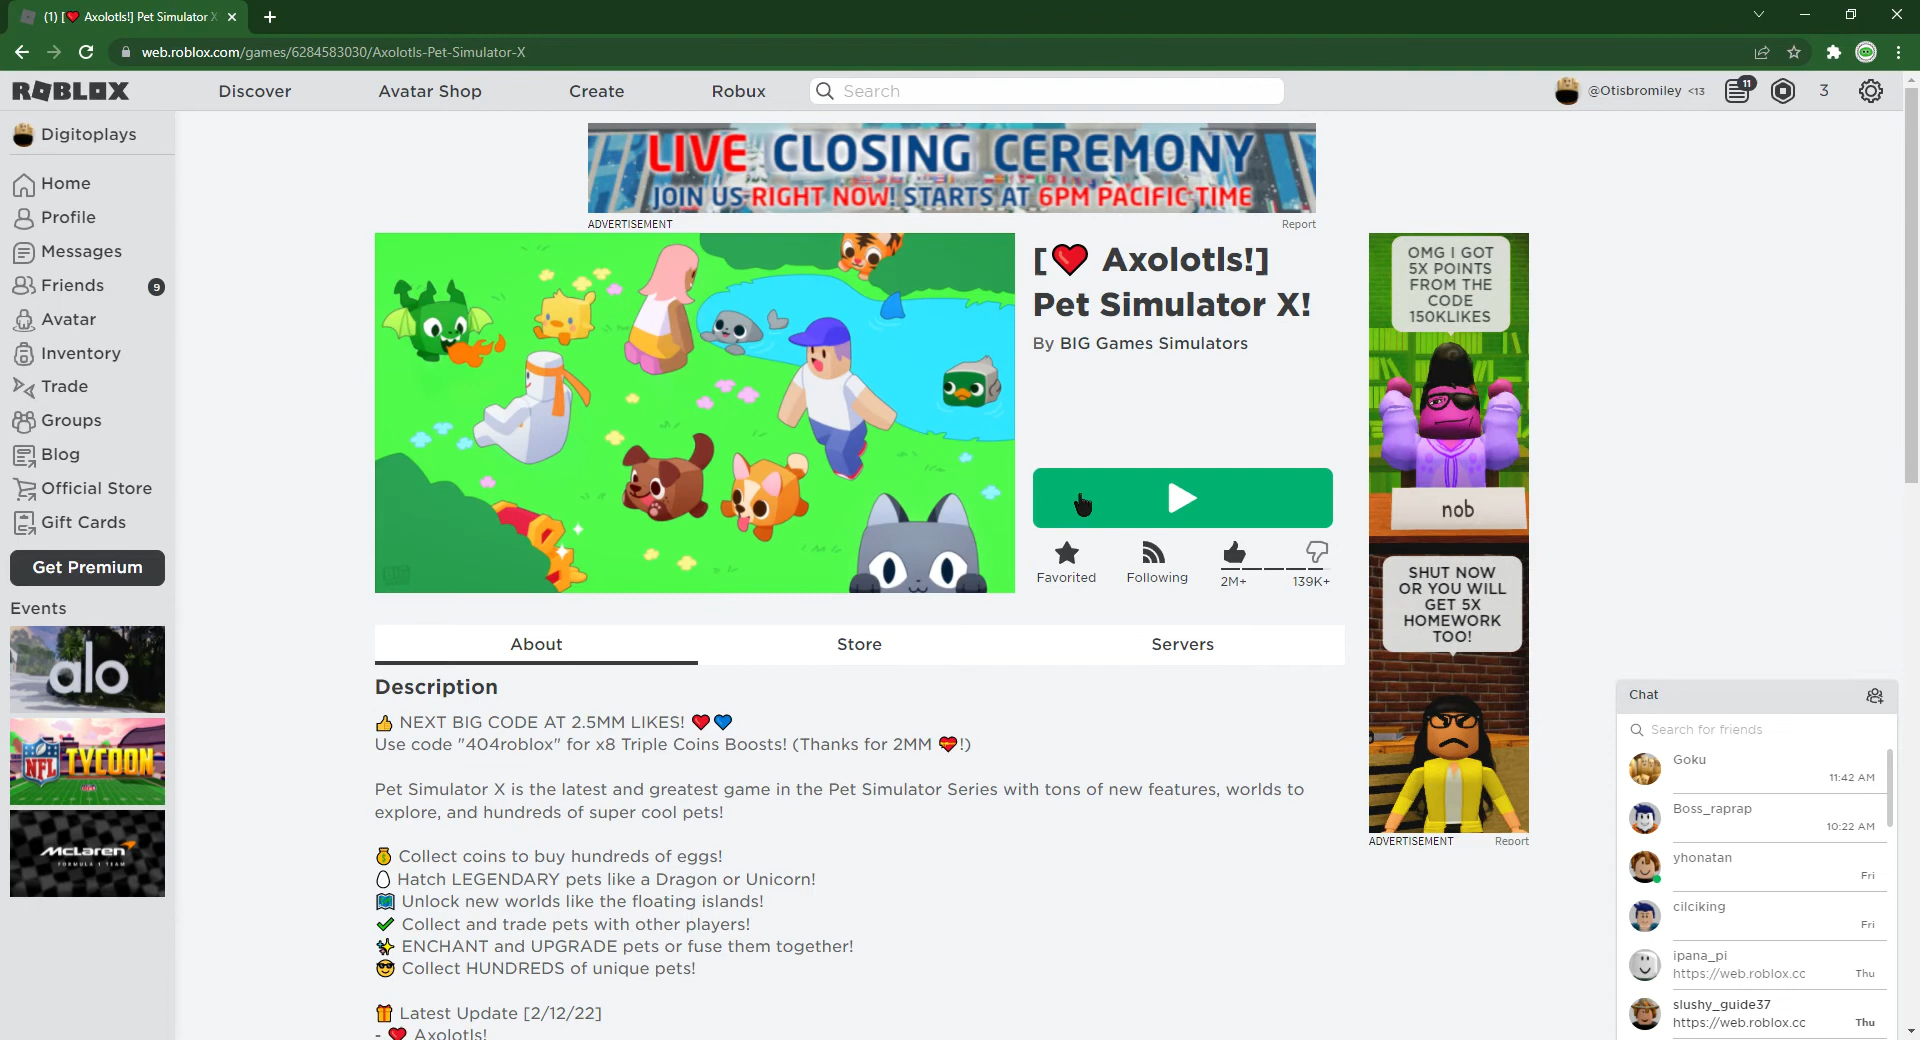 (1) [❤ Axolotls!] Pet Simulator X
web.roblox.com/games/6284583030/Axolotls-Pet-Simulator-X
ROBLOX
Discover
Avatar Shop
Create
Robux
Search
@Otisbromiley <13
11
3
Digitoplays
Home
Profile
Messages
Friends
9
Avatar
Inventory
Trade
Groups
Blog
Official Store
Gift Cards
Get Premium
Events
alo
NFL TYCOON
McLaren
FORMULA 1 TEAM
LIVE CLOSING CEREMONY
JOIN US RIGHT NOW! STARTS AT 6PM PACIFIC TIME
ADVERTISEMENT
Report
BIG
[❤ Axolotls!]
Pet Simulator X!
By BIG Games Simulators
Favorited
Following
2M+
139K+
About
Store
Servers
Description
👍 NEXT BIG CODE AT 2.5MM LIKES! ❤💙
Use code "404roblox" for x8 Triple Coins Boosts! (Thanks for 2MM 💝!)
Pet Simulator X is the latest and greatest game in the Pet Simulator Series with tons of new features, worlds to
explore, and hundreds of super cool pets!
💰 Collect coins to buy hundreds of eggs!
🥚 Hatch LEGENDARY pets like a Dragon or Unicorn!
🗺 Unlock new worlds like the floating islands!
✔ Collect and trade pets with other players!
✨ ENCHANT and UPGRADE pets or fuse them together!
😎 Collect HUNDREDS of unique pets!
🎁 Latest Update [2/12/22]
- ❤ Axolotls!
OMG I GOT
5X POINTS
FROM THE
CODE
150KLIKES
nob
SHUT NOW
OR YOU WILL
GET 5X
HOMEWORK
TOO!
ADVERTISEMENT
Report
Chat
Search for friends
Goku
11:42 AM
Boss_raprap
10:22 AM
yhonatan
Fri
cilciking
Fri
ipana_pi
https://web.roblox.cc
Thu
slushy_guide37
https://web.roblox.cc
Thu